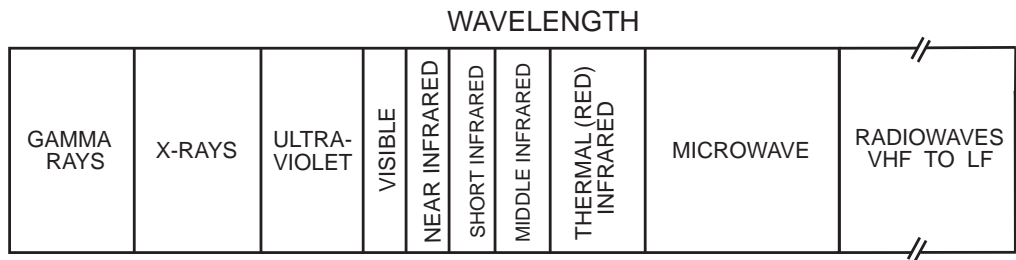 WAVELENGTH
GAMMA
RAYS
X-RAYS
ULTRA-
VIOLET
VISIBLE
NEAR INFRARED
SHORT INFRARED
MIDDLE INFRARED
THERMAL (RED)
INFRARED
MICROWAVE
RADIOWAVES
VHF TO LF